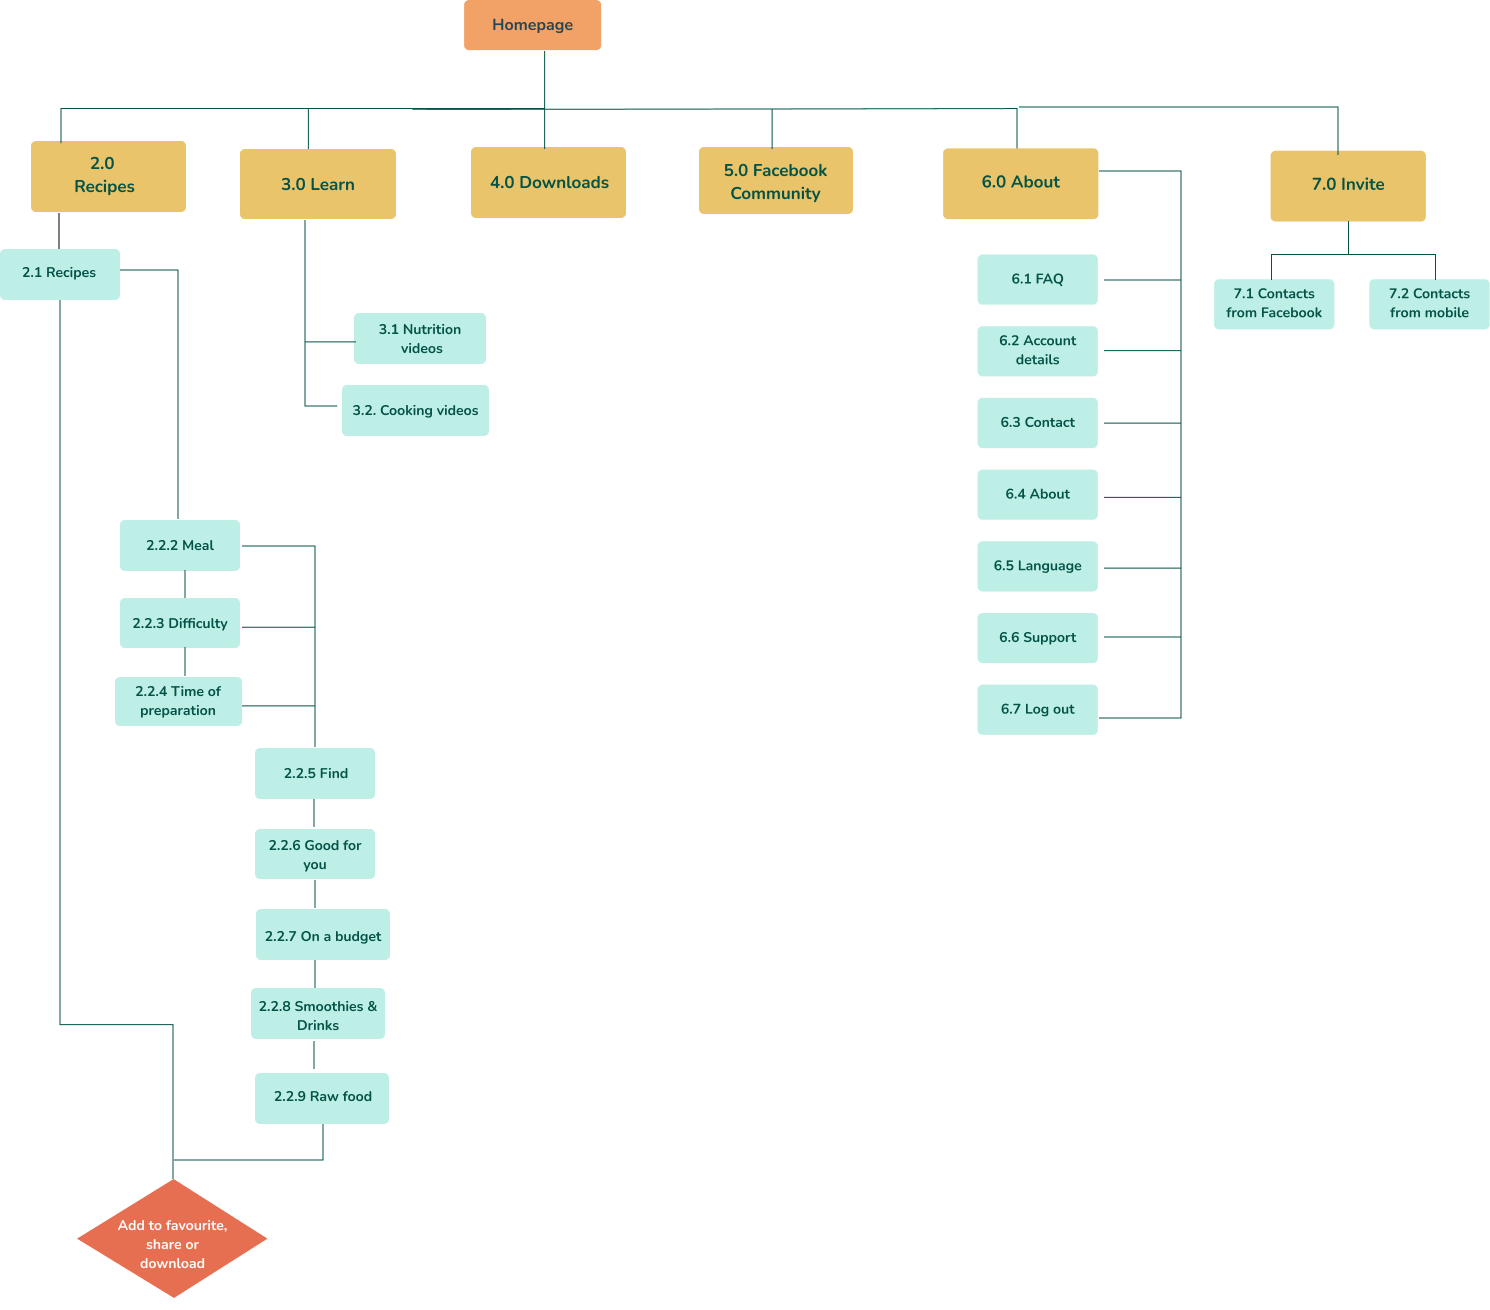 Homepage
2.0
Recipes
3.0 Learn
4.0 Downloads
5.0 Facebook
Community
6.0 About
7.0 Invite
2.1 Recipes
3.1 Nutrition
videos
3.2. Cooking videos
2.2.2 Meal
2.2.3 Difficulty
2.2.4 Time of
preparation
2.2.5 Find
2.2.6 Good for
you
2.2.7 On a budget
2.2.8 Smoothies &
Drinks
2.2.9 Raw food
Add to favourite,
share or
download
6.1 FAQ
6.2 Account
details
6.3 Contact
6.4 About
6.5 Language
6.6 Support
6.7 Log out
7.1 Contacts
from Facebook
7.2 Contacts
from mobile